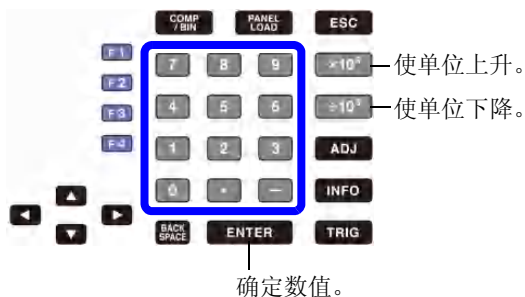 COMP / BIN PANEL LOAD ESC
F1 7 8 9 ×10³ 使单位上升。
F2
4 5 6 ÷10³ 使单位下降。
F3
F4 1 2 3 ADJ
0 . － INFO
BACK SPACE ENTER TRIG
确定数值。